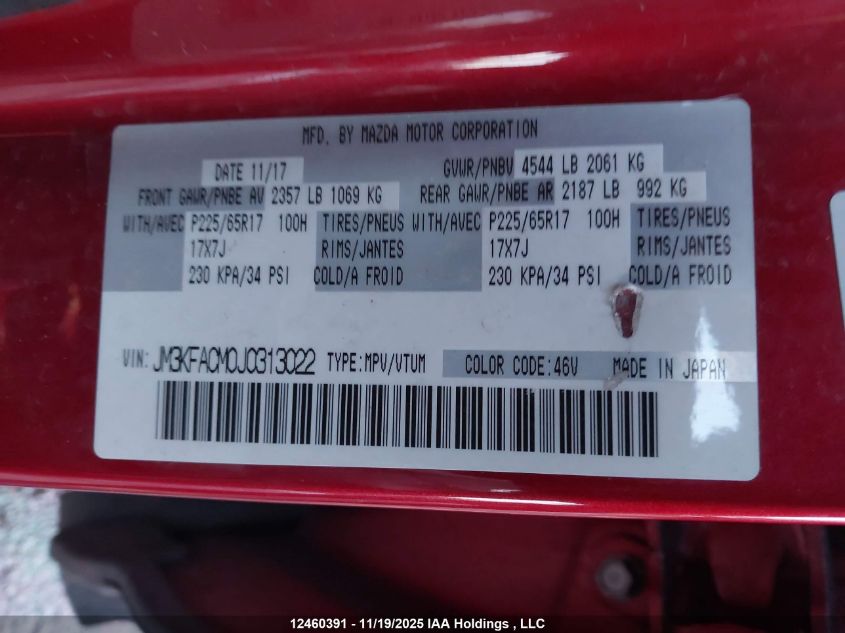 MFD. BY MAZDA MOTOR CORPORATION
DATE 11/17 GVWR/PNBV 4544 LB 2061 KG
FRONT GAWR/PNBE AV 2357 LB 1069 KG REAR GAWR/PNBE AR 2187 LB 992 KG
WITH/AVEC P225/65R17 100H TIRES/PNEUS WITH/AVEC P225/65R17 100H TIRES/PNEUS
17X7J RIMS/JANTES 17X7J RIMS/JANTES
230 KPA/34 PSI COLD/A FROID 230 KPA/34 PSI COLD/A FROID
VIN: JM3KFACM0J0313022 TYPE:MPV/VTUM COLOR CODE:46V MADE IN JAPAN
12460391 - 11/19/2025 IAA Holdings , LLC